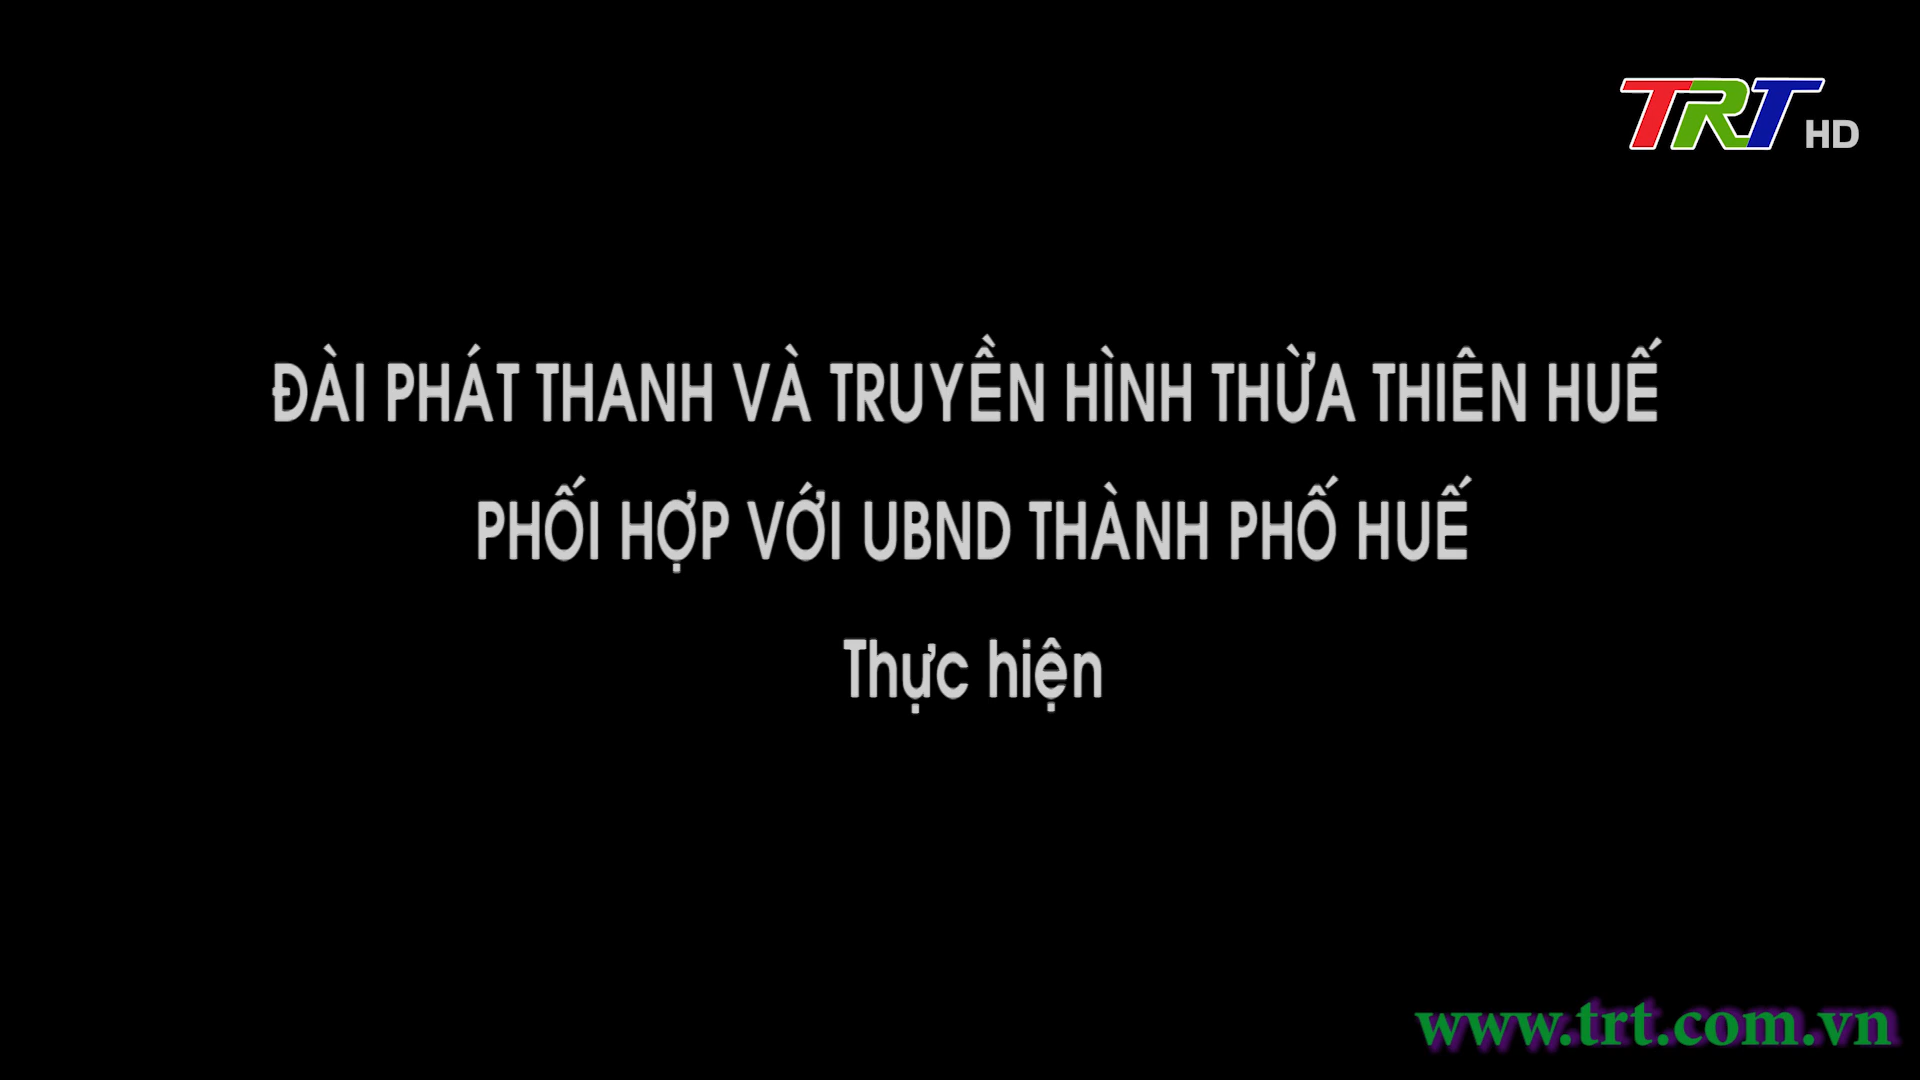 TRT HD
ĐÀI PHÁT THANH VÀ TRUYỀN HÌNH THỪA THIÊN HUẾ
PHỐI HỢP VỚI UBND THÀNH PHỐ HUẾ
Thực hiện
www.trt.com.vn